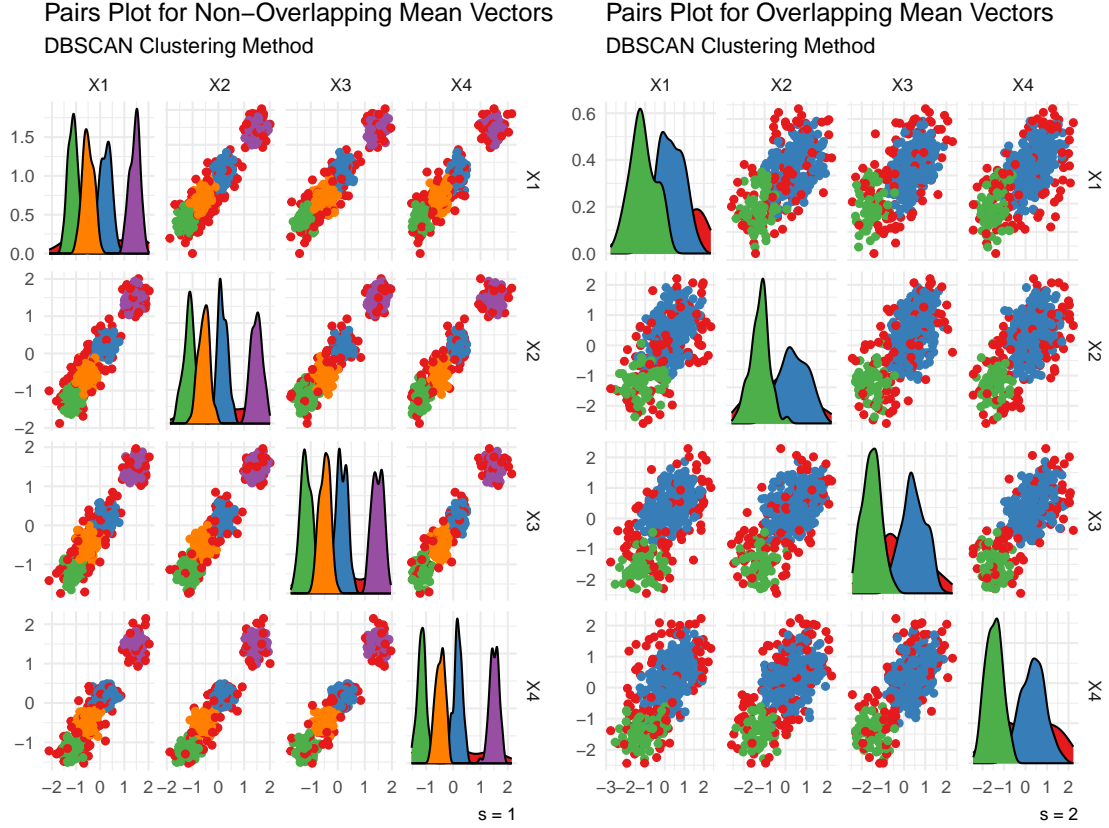 Pairs Plot for Non−Overlapping Mean Vectors
DBSCAN Clustering Method
X1 X2 X3 X4
1.5
1.0
0.5
0.0
X1
2
1
0
−1
−2
X2
2
1
0
−1
X3
2
1
0
−1
X4
−2 −1 0 1 2 −2 −1 0 1 2 −2 −1 0 1 2 −2 −1 0 1 2
s = 1
Pairs Plot for Overlapping Mean Vectors
DBSCAN Clustering Method
X1 X2 X3 X4
0.6
0.4
0.2
0.0
X1
2
1
0
−1
−2
X2
2
1
0
−1
−2
X3
2
1
0
−1
−2
X4
−3 −2 −1 0 1 2 −2 −1 0 1 2 −2 −1 0 1 2 −2 −1 0 1 2
s = 2